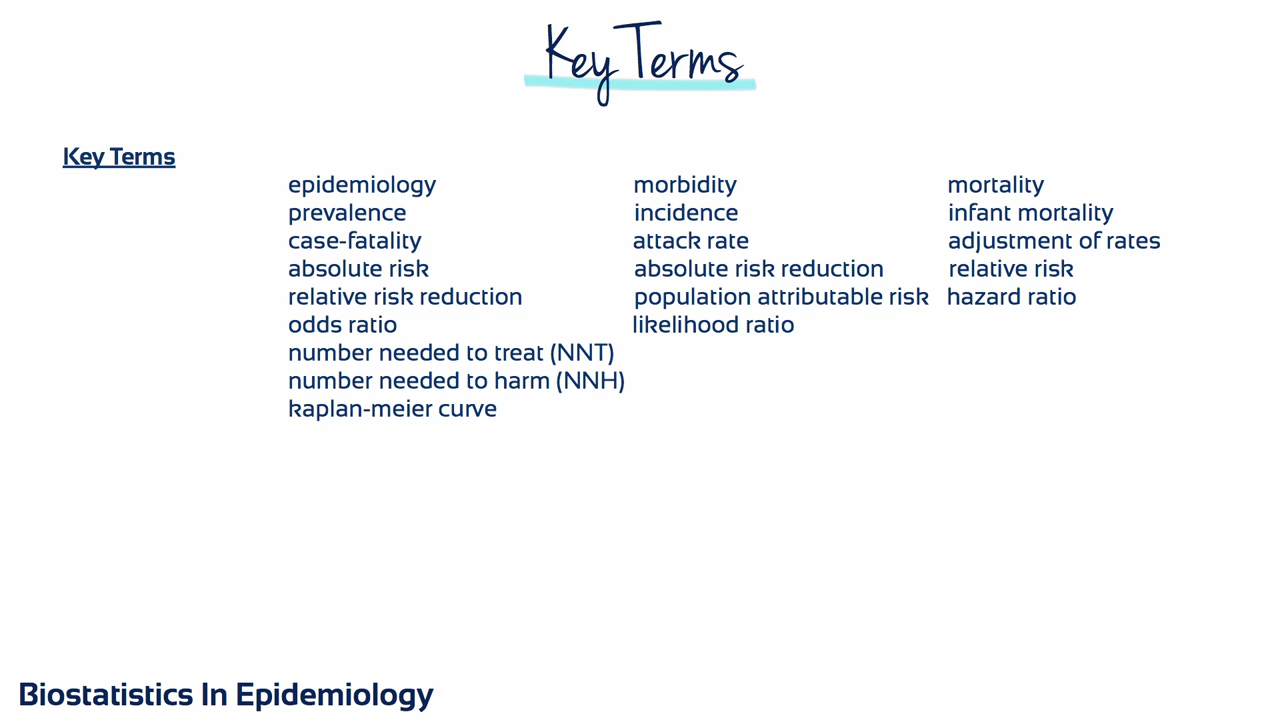 Key Terms
Key Terms
epidemiology morbidity mortality
prevalence incidence infant mortality
case-fatality attack rate adjustment of rates
absolute risk absolute risk reduction relative risk
relative risk reduction population attributable risk hazard ratio
odds ratio likelihood ratio
number needed to treat (NNT)
number needed to harm (NNH)
kaplan-meier curve
Biostatistics In Epidemiology